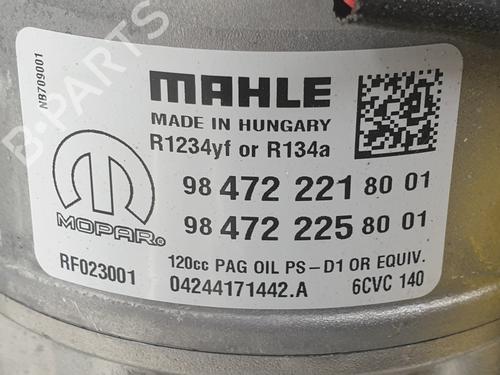 NB709001
MAHLE
MADE IN HUNGARY
R1234yf or R134a
98 472 221 80 01
98 472 225 80 01
MOPAR®
RF023001
120cc PAG OIL PS-D1 OR EQUIV.
04244171442.A 6CVC 140
B-PARTS